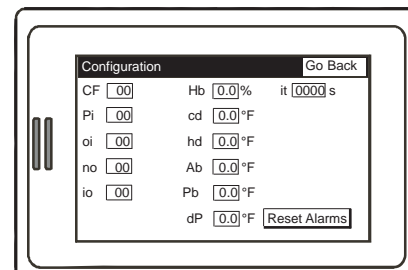 Configuration Go Back
CF 00 Hb 0.0 % it 0000 s
Pi 00 cd 0.0 °F
oi 00 hd 0.0 °F
no 00 Ab 0.0 °F
io 00 Pb 0.0 °F
dP 0.0 °F Reset Alarms